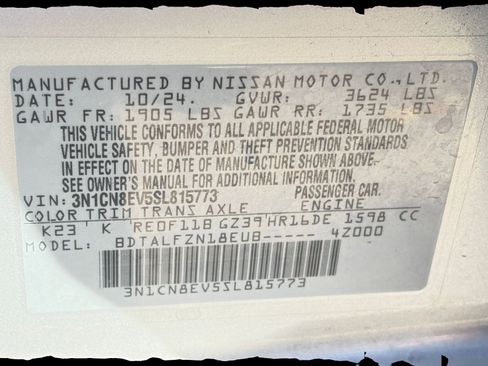 MANUFACTURED BY NISSAN MOTOR CO.,LTD.
DATE: 10/24. GVWR: 3624 LBS
GAWR FR: 1905 LBS GAWR RR: 1735 LBS
THIS VEHICLE CONFORMS TO ALL APPLICABLE FEDERAL MOTOR
VEHICLE SAFETY, BUMPER AND THEFT PREVENTION STANDARDS
IN EFFECT ON THE DATE OF MANUFACTURE SHOWN ABOVE.
SEE OWNER'S MANUAL FOR ADDITIONAL INFORMATION.
VIN: 3N1CN8EV5SL815773 PASSENGER CAR.
COLOR TRIM TRANS AXLE ENGINE
K23 K RE0F11B GZ39 HR16DE 1598 CC
MODEL: BDTALFZN18EUB----- 4Z000
3N1CN8EV5SL815773